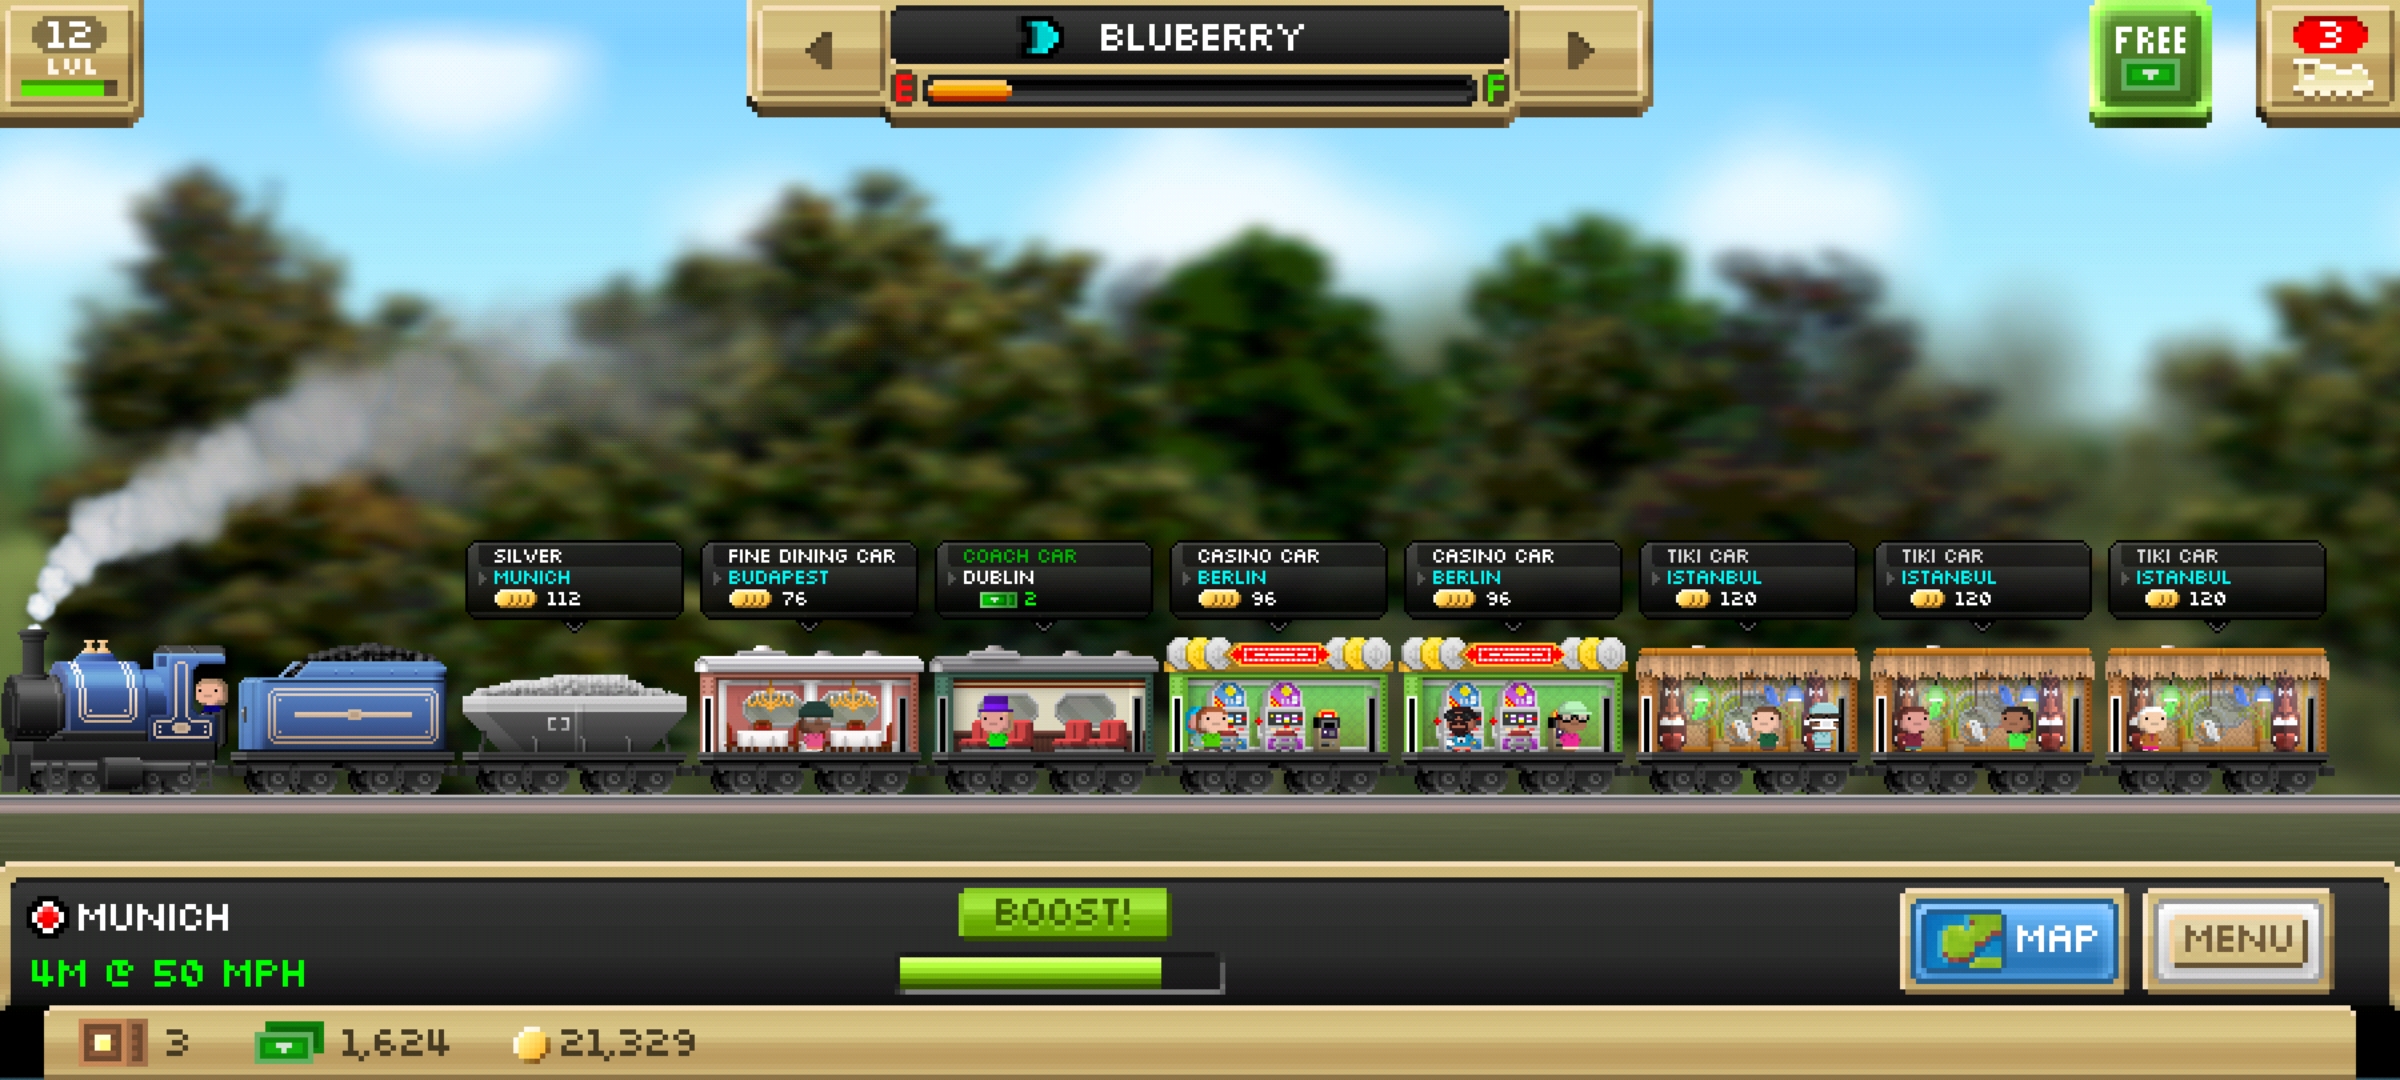 12
LVL
BLUBERRY
E
F
FREE
3
SILVER
MUNICH
112
FINE DINING CAR
BUDAPEST
76
COACH CAR
DUBLIN
2
CASINO CAR
BERLIN
96
CASINO CAR
BERLIN
96
TIKI CAR
ISTANBUL
120
TIKI CAR
ISTANBUL
120
TIKI CAR
ISTANBUL
120
MUNICH
4M @ 50 MPH
BOOST!
MAP
MENU
3
1,624
21,329